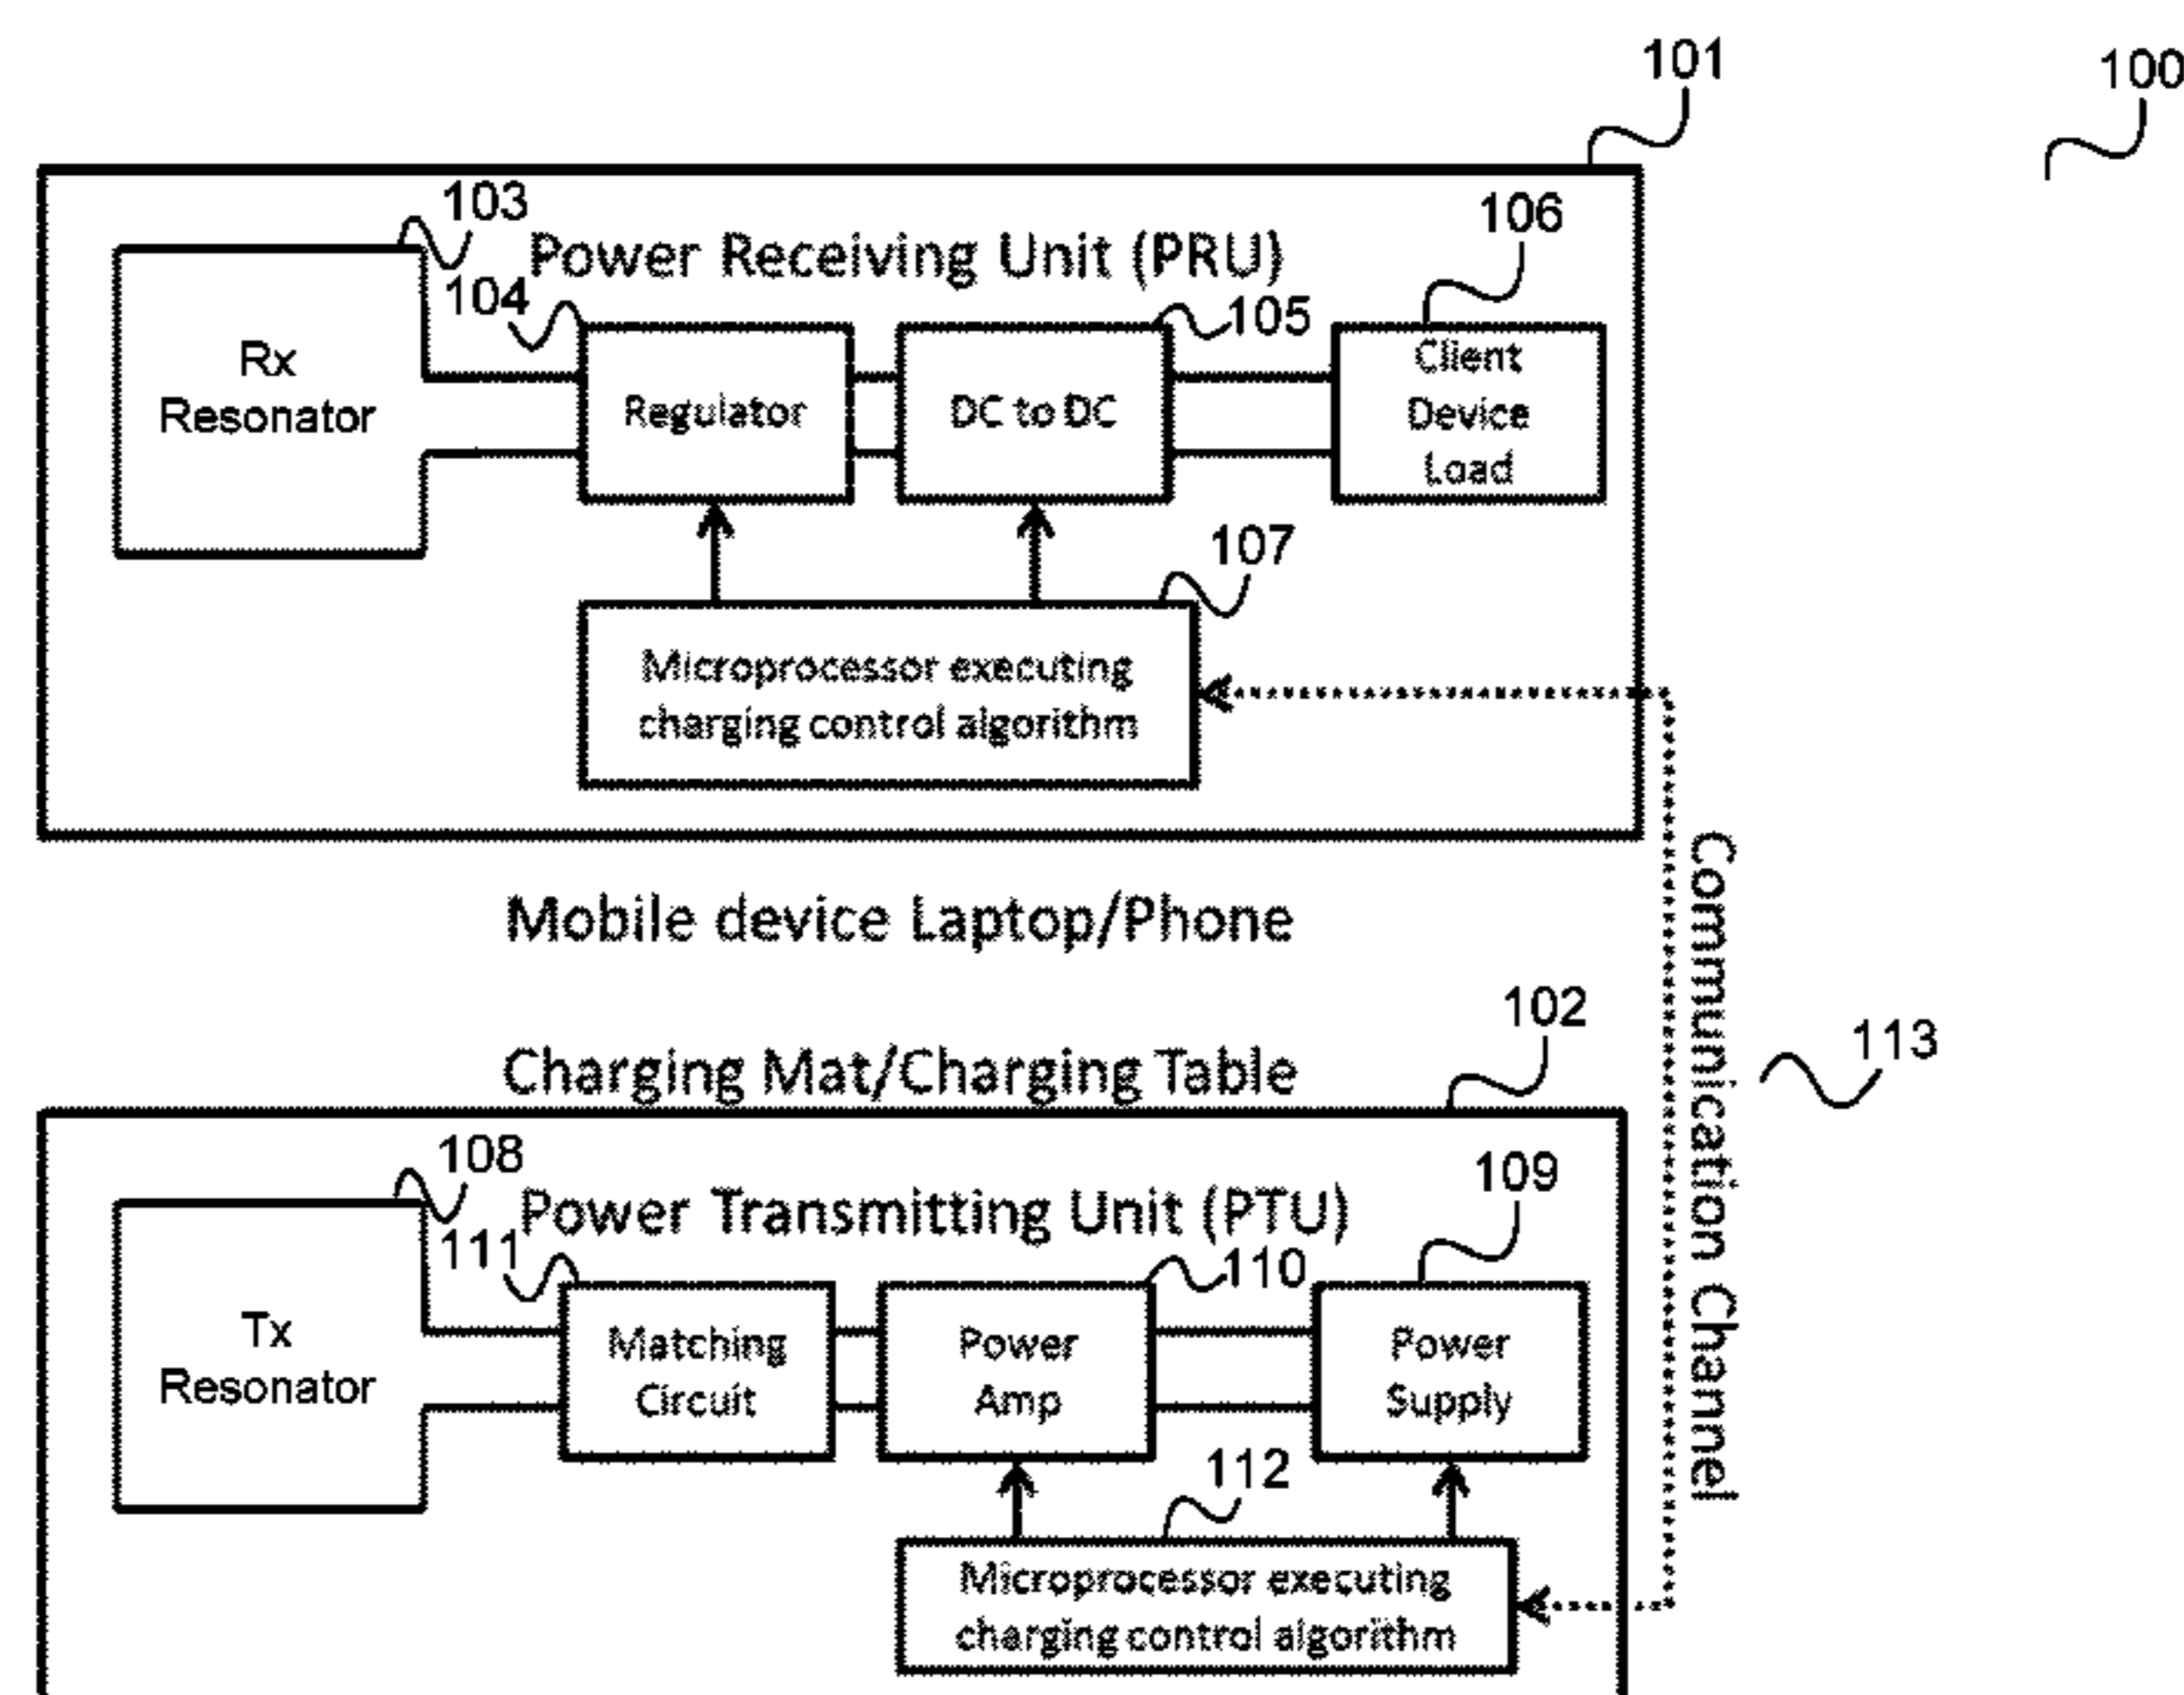 101
100
103
Power Receiving Unit (PRU)
106
104
105
Rx
Resonator
Regulator
DC to DC
Client
Device
Load
107
Microprocessor executing
charging control algorithm
Mobile device Laptop/Phone
Communication Channel
113
102
Charging Mat/Charging Table
108
Power Transmitting Unit (PTU)
109
111
110
Tx
Resonator
Matching
Circuit
Power
Amp
Power
Supply
112
Microprocessor executing
charging control algorithm